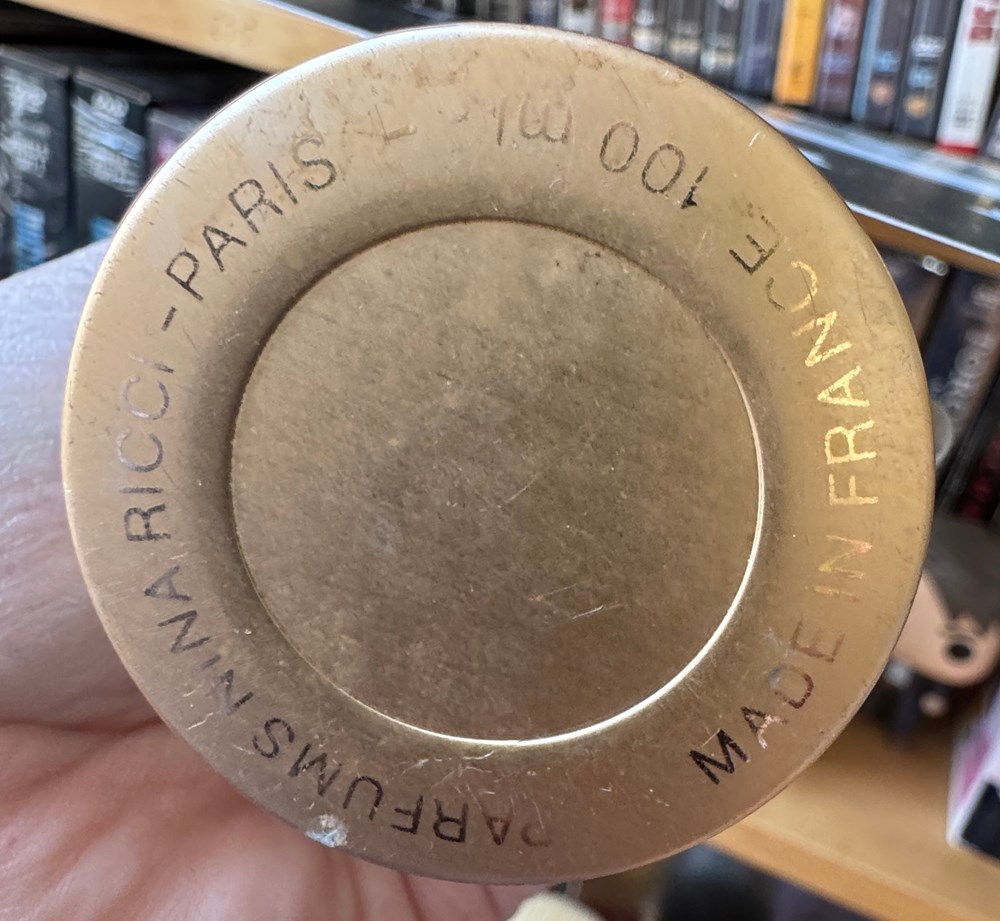 PARFUMS NINA RICCI - PARIS
MADE IN FRANCE
100 ml E